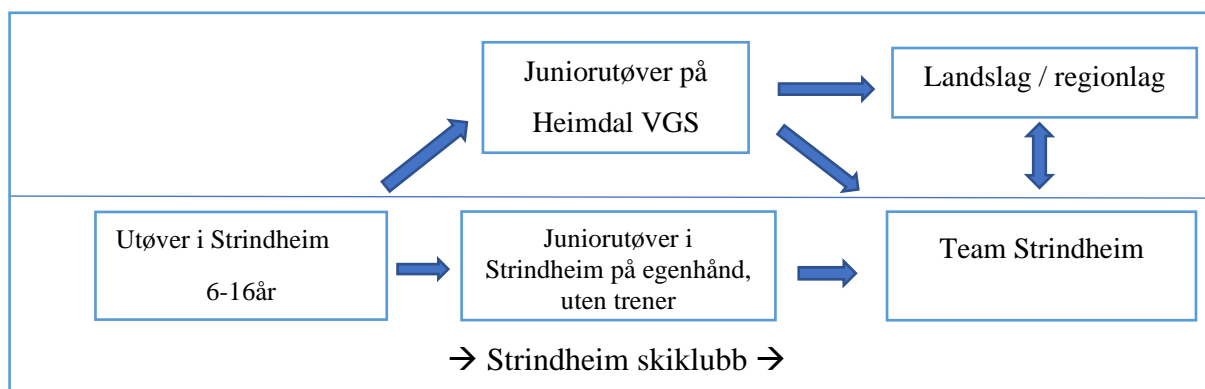 Juniorutøver på
Heimdal VGS
Landslag / regionlag
Utøver i Strindheim
6-16år
Juniorutøver i
Strindheim på egenhånd,
uten trener
Team Strindheim
→ Strindheim skiklubb →